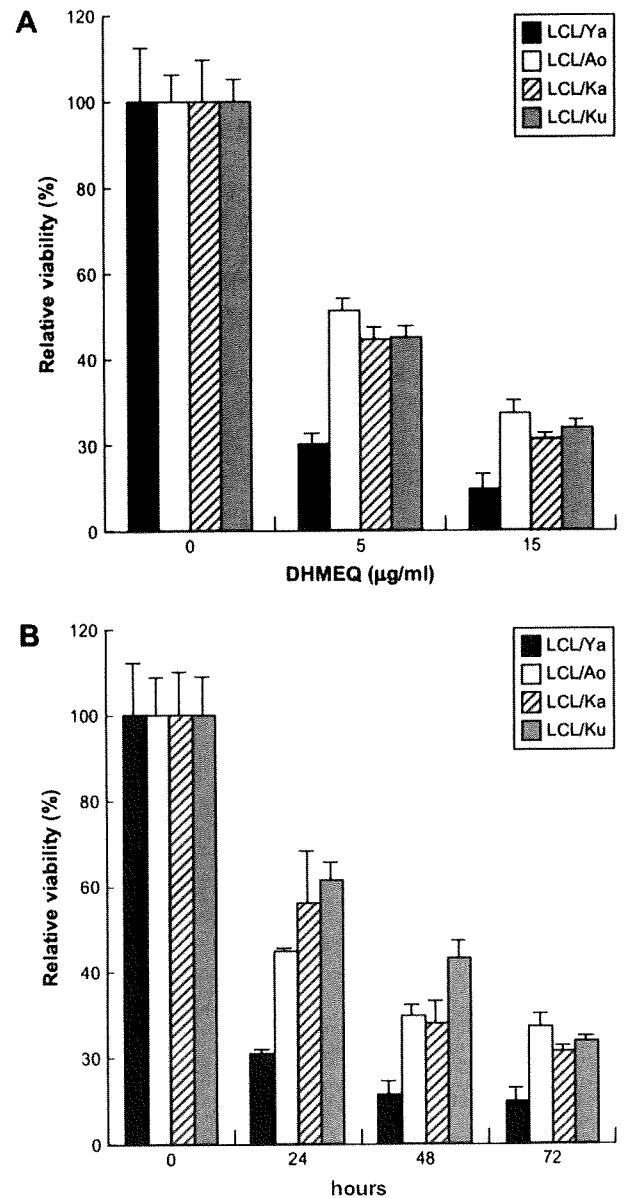 A
120
100
80
60
40
30
0
Relative viability (%)
LCL/Ya
LCL/Ao
LCL/Ka
LCL/Ku
0 5 15
DHMEQ (μg/ml)
B
120
100
80
60
40
30
0
Relative viability (%)
LCL/Ya
LCL/Ao
LCL/Ka
LCL/Ku
0 24 48 72
hours